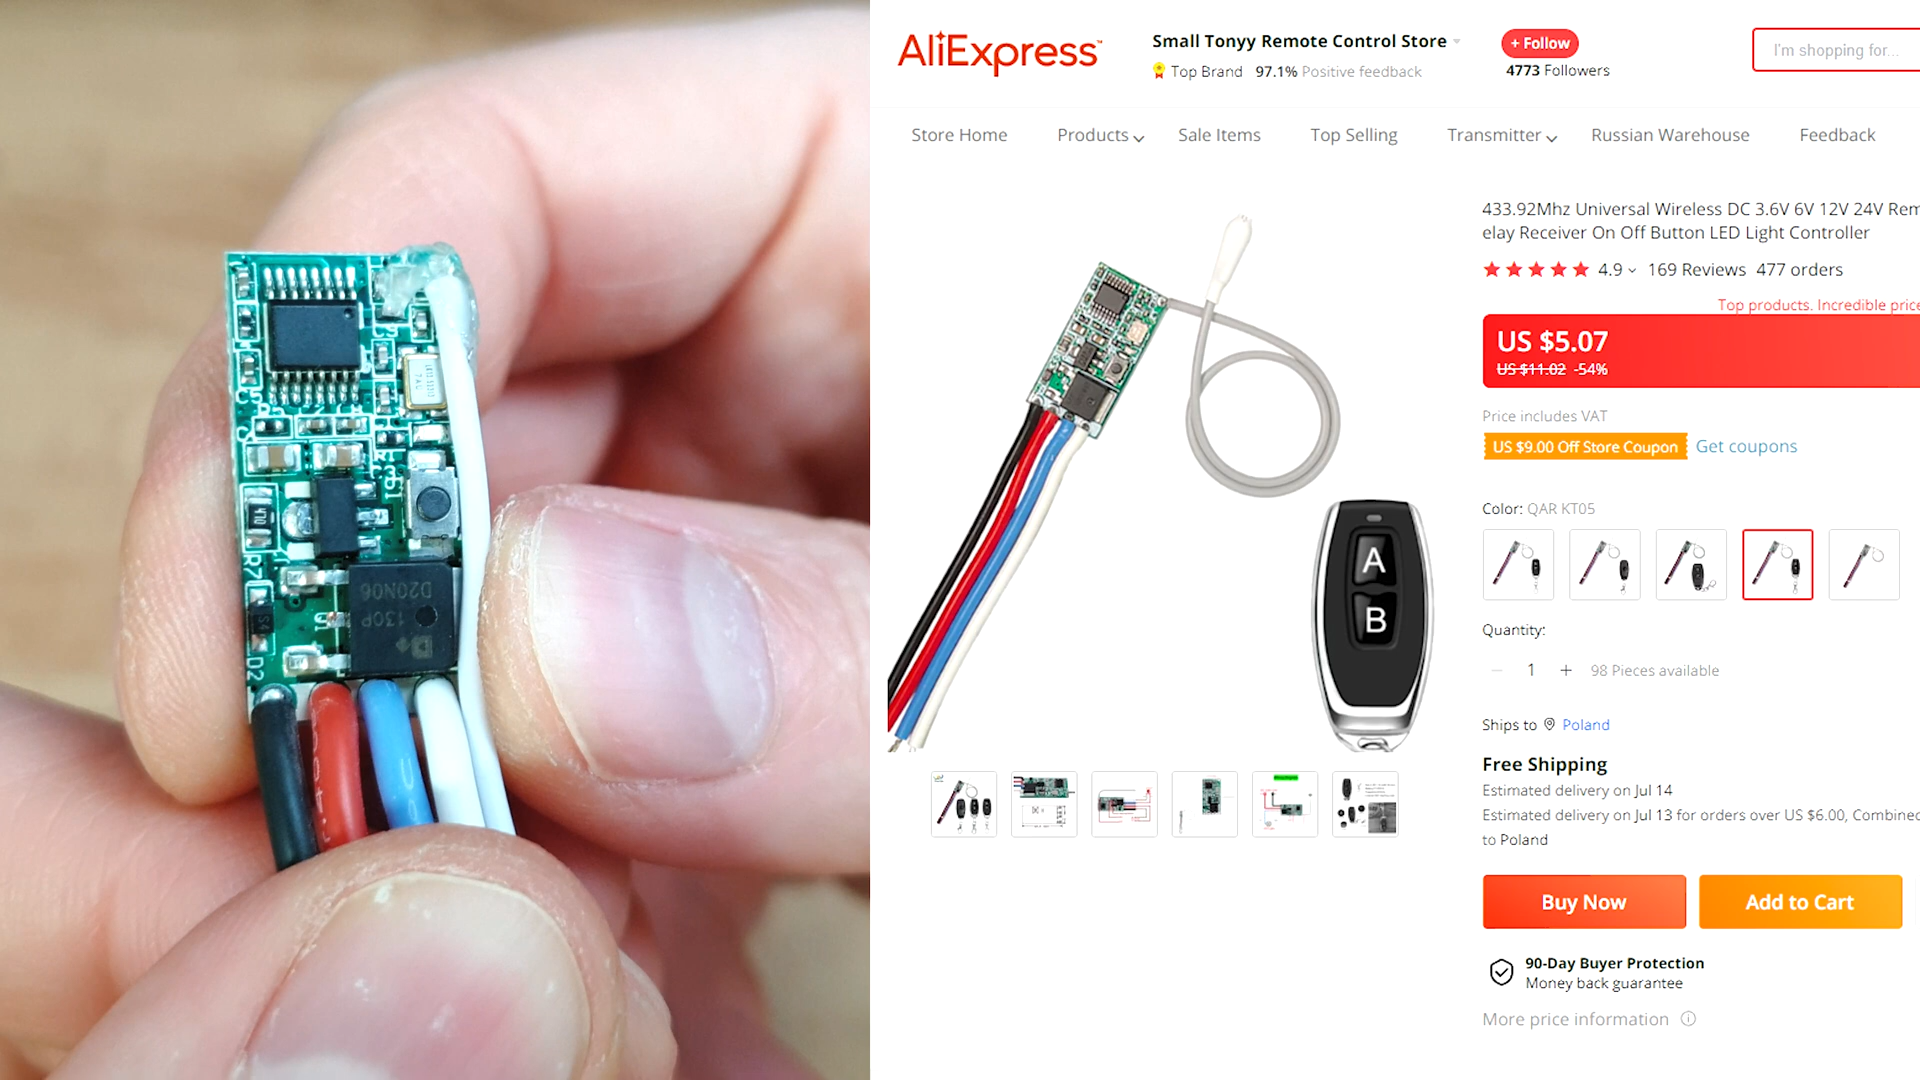 AliExpress™
Small Tonyy Remote Control Store
Top Brand 97.1% Positive feedback
+ Follow
4773 Followers
I'm shopping for...
Store Home Products Sale Items Top Selling Transmitter Russian Warehouse Feedback
433.92Mhz Universal Wireless DC 3.6V 6V 12V 24V Rem
elay Receiver On Off Button LED Light Controller
4.9 169 Reviews 477 orders
Top products. Incredible price
US $5.07
US $11.02 -54%
Price includes VAT
US $9.00 Off Store Coupon Get coupons
Color: QAR KT05
Quantity:
1 + 98 Pieces available
Ships to Poland
Free Shipping
Estimated delivery on Jul 14
Estimated delivery on Jul 13 for orders over US $6.00, Combined
to Poland
Buy Now
Add to Cart
90-Day Buyer Protection
Money back guarantee
More price information
A
B
470
R7
D20N06
130P
D2